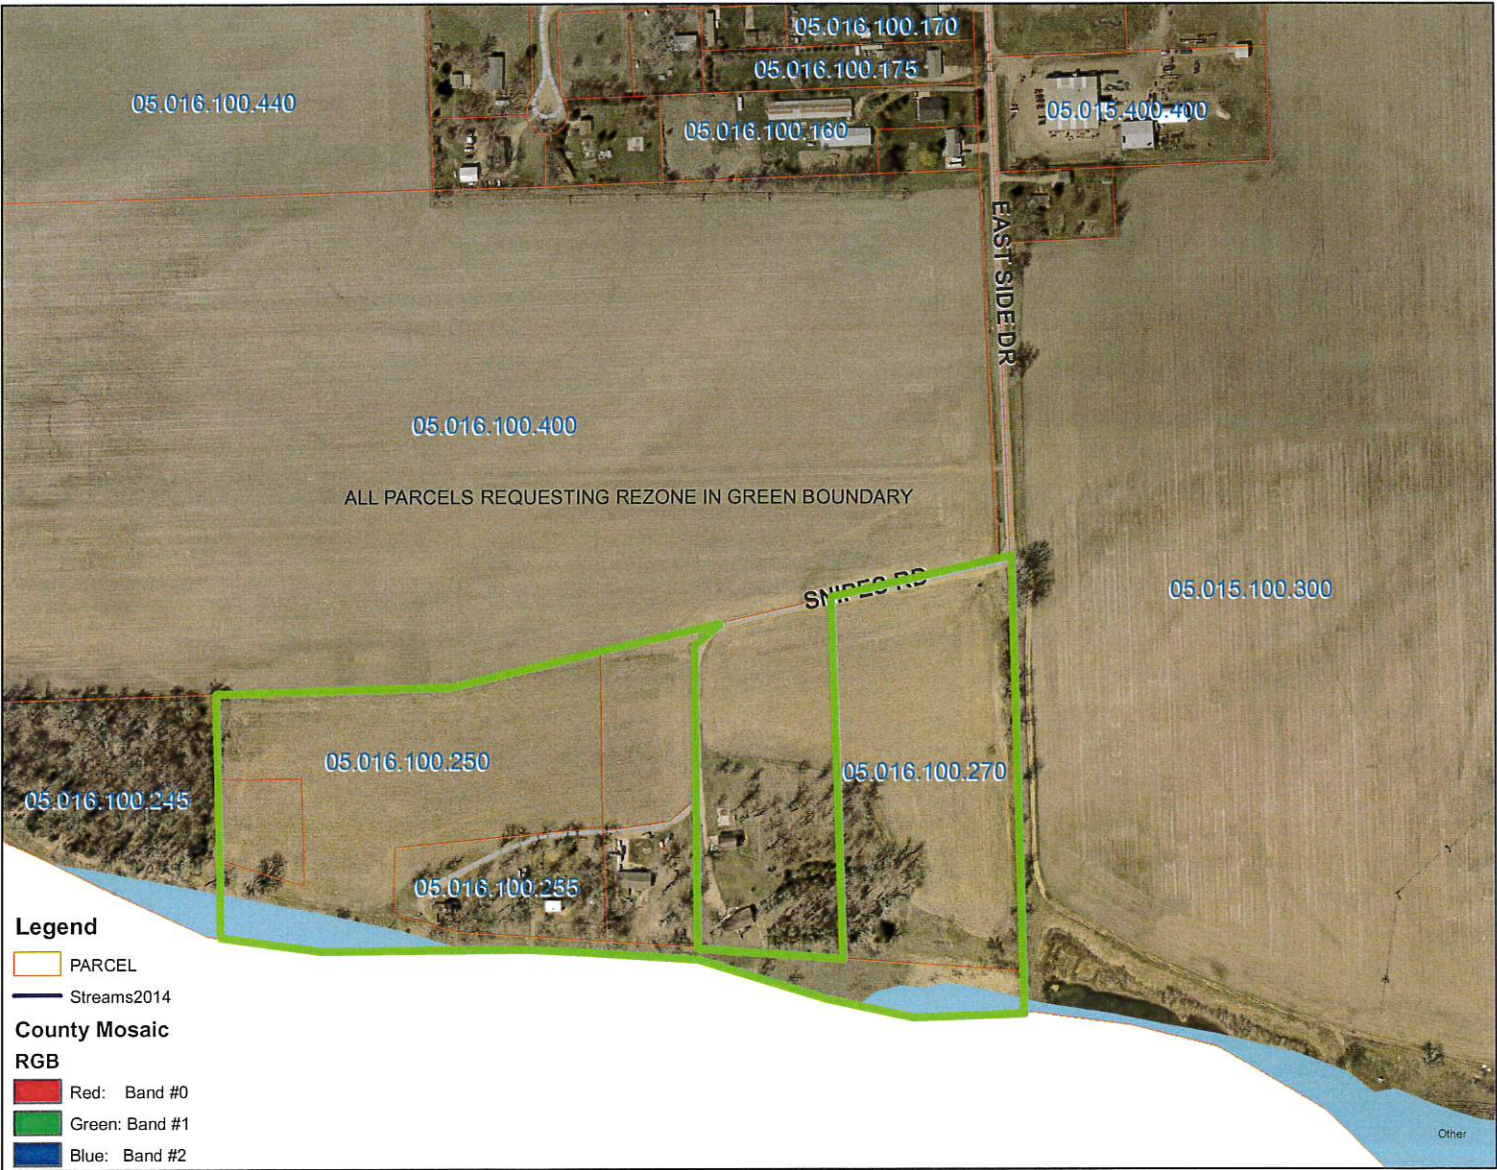 05.016.100.170
05.016.100.175
05.016.100.440
05.016.100.160
05.015.400.400
EAST SIDE DR
05.016.100.400
ALL PARCELS REQUESTING REZONE IN GREEN BOUNDARY
SNIPES RD
05.015.100.300
05.016.100.250
05.016.100.270
05.016.100.245
05.016.100.255
Legend
PARCEL
Streams2014
County Mosaic
RGB
Red: Band #0
Green: Band #1
Blue: Band #2
Other